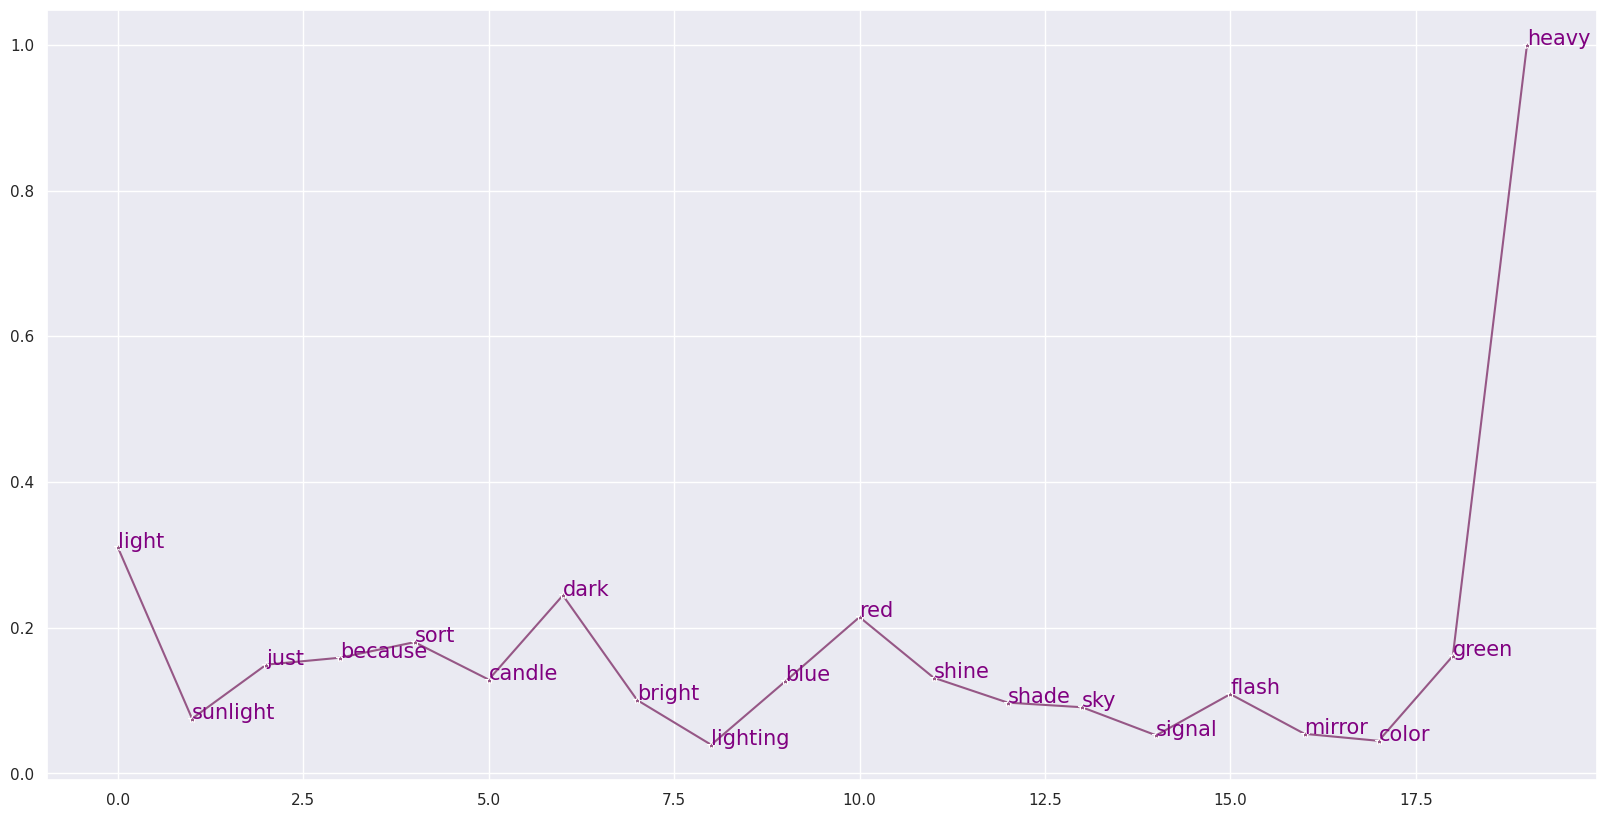 1.0
0.8
0.6
0.4
0.2
0.0
heavy
light
sunlight
just
because
sort
candle
dark
bright
lighting
blue
red
shine
shade
sky
signal
flash
mirror
color
green
0.0 2.5 5.0 7.5 10.0 12.5 15.0 17.5